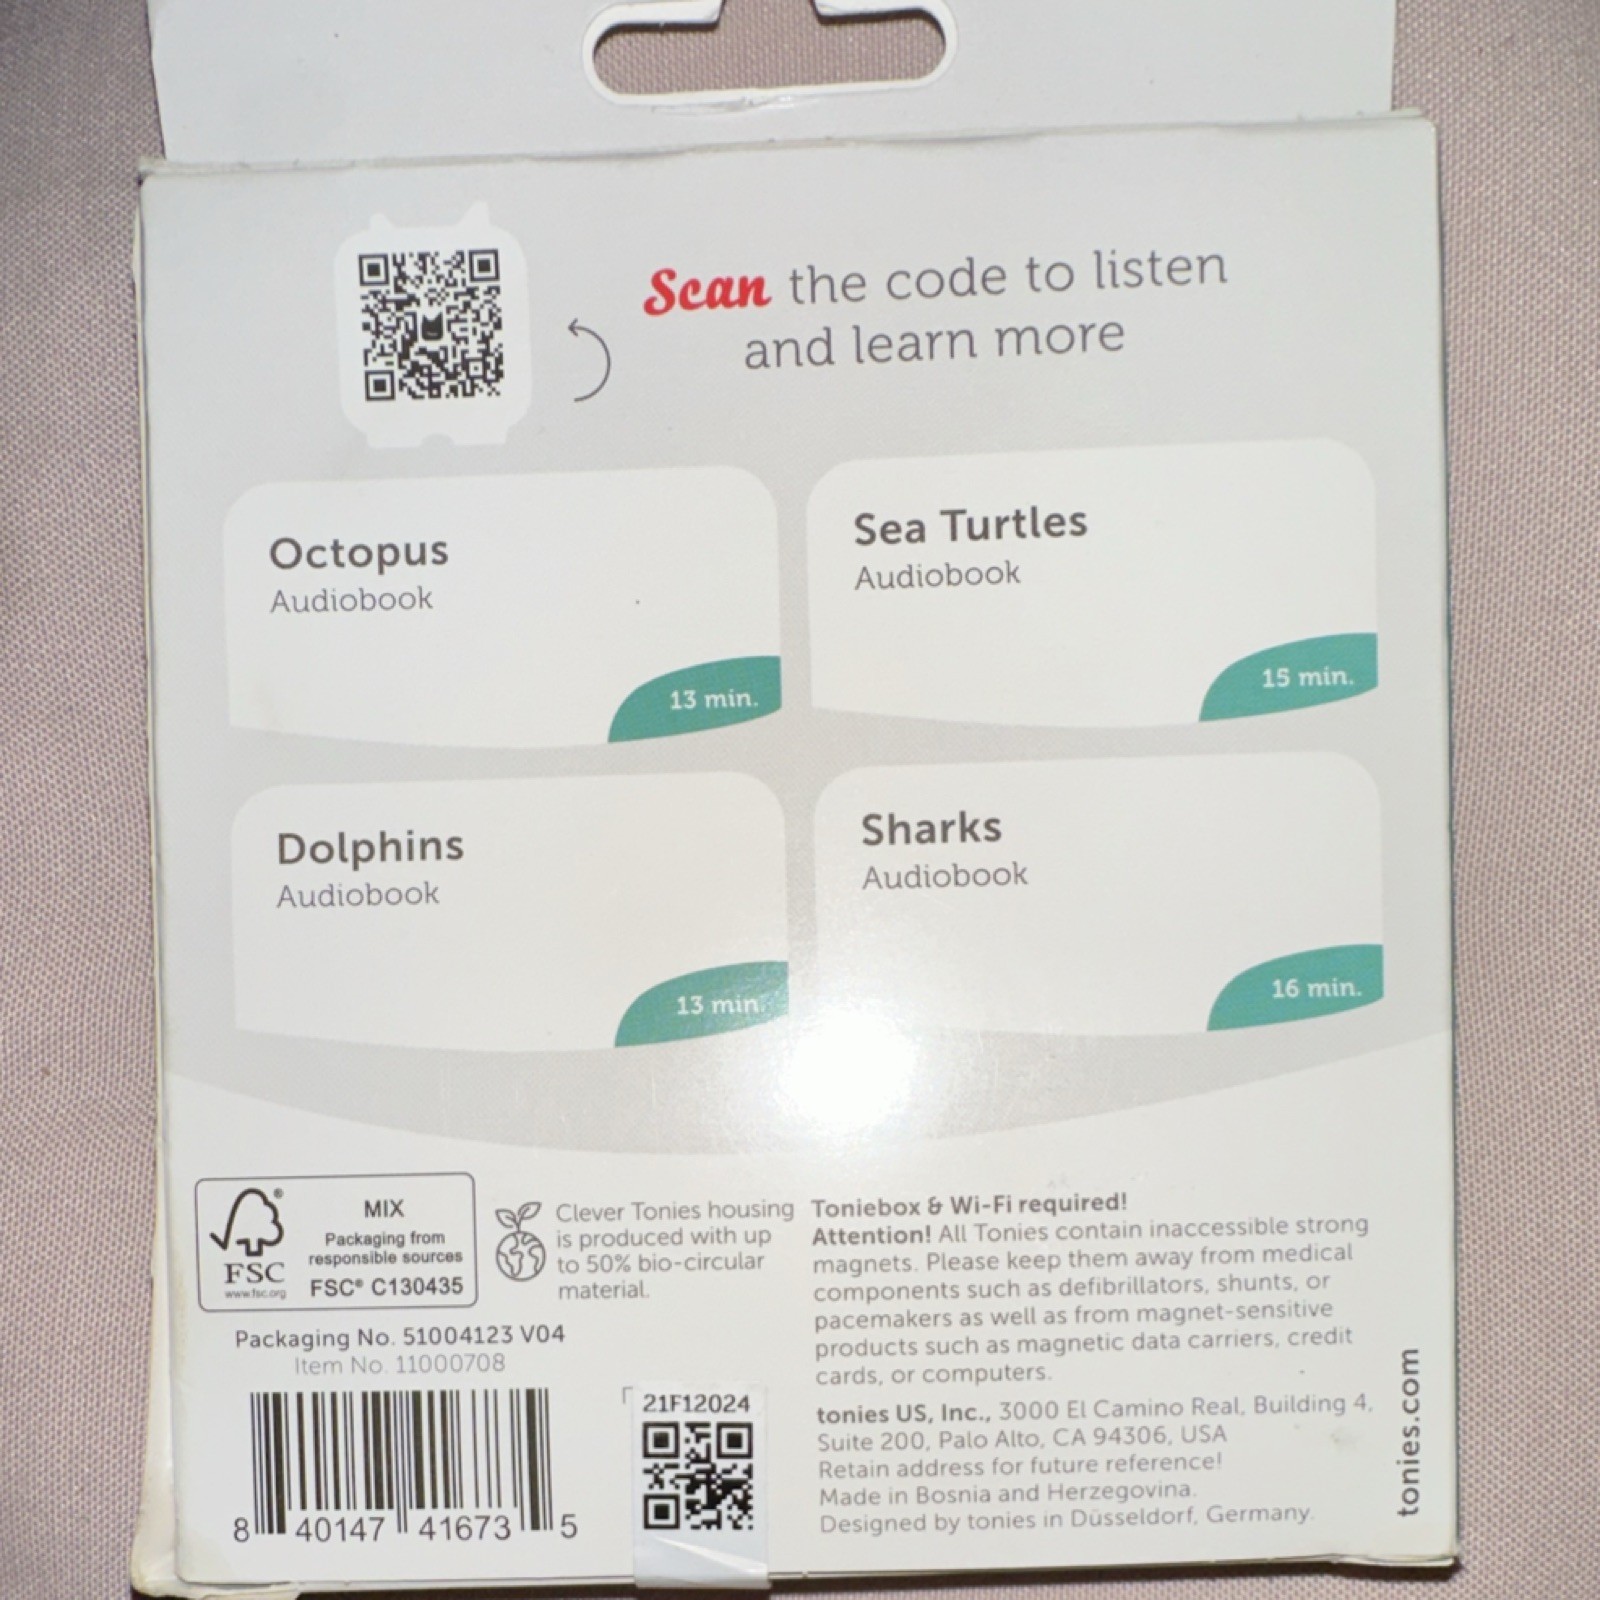 Scan the code to listen
and learn more
Octopus
Audiobook
13 min.
Sea Turtles
Audiobook
15 min.
Dolphins
Audiobook
13 min.
Sharks
Audiobook
16 min.
FSC
www.fsc.org
MIX
Packaging from
responsible sources
FSC® C130435
Clever Tonies housing
is produced with up
to 50% bio-circular
material.
Packaging No. 51004123 V04
Item No. 11000708
8 40147 41673 5
21F12024
Toniebox & Wi-Fi required!
Attention! All Tonies contain inaccessible strong
magnets. Please keep them away from medical
components such as defibrillators, shunts, or
pacemakers as well as from magnet-sensitive
products such as magnetic data carriers, credit
cards, or computers.
tonies US, Inc., 3000 El Camino Real, Building 4,
Suite 200, Palo Alto, CA 94306, USA
Retain address for future reference!
Made in Bosnia and Herzegovina.
Designed by tonies in Düsseldorf, Germany.
tonies.com